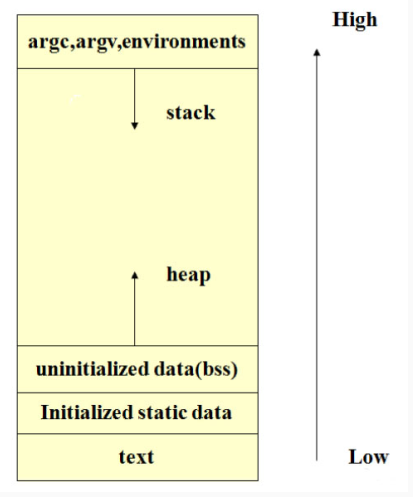 High
argc,argv,environments
stack
heap
uninitialized data(bss)
Initialized static data
text
Low